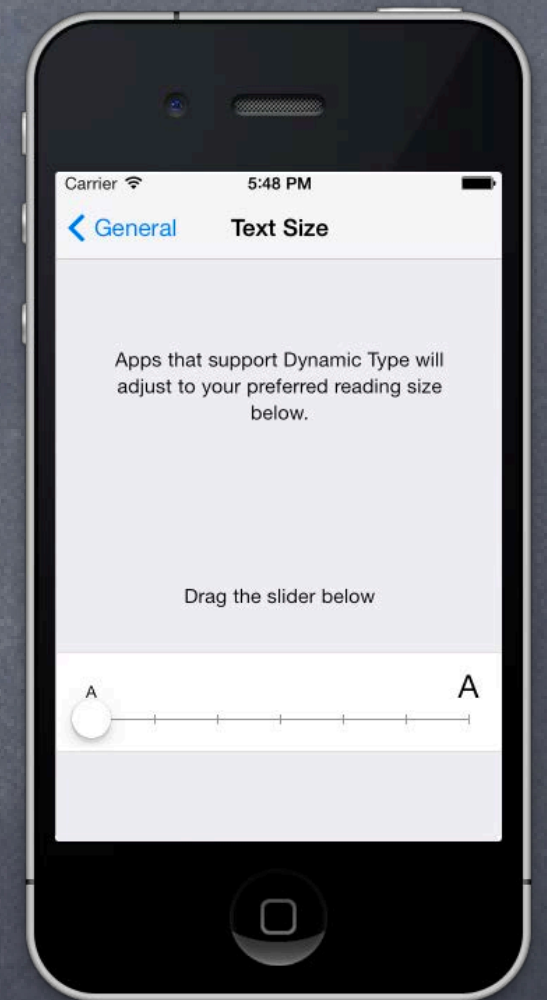 Carrier 5:48 PM
General Text Size
Apps that support Dynamic Type will
adjust to your preferred reading size
below.
Drag the slider below
A A